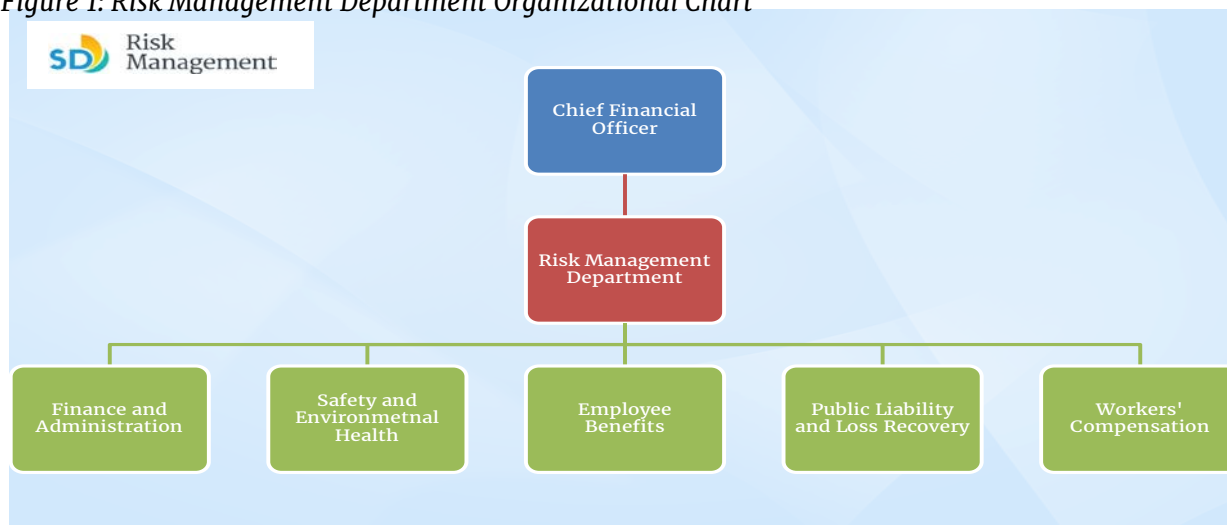 Figure 1: Risk Management Department Organizational Chart
SD Risk
Management
Chief Financial
Officer
Risk Management
Department
Finance and
Administration
Safety and
Environmetnal
Health
Employee
Benefits
Public Liability
and Loss Recovery
Workers'
Compensation